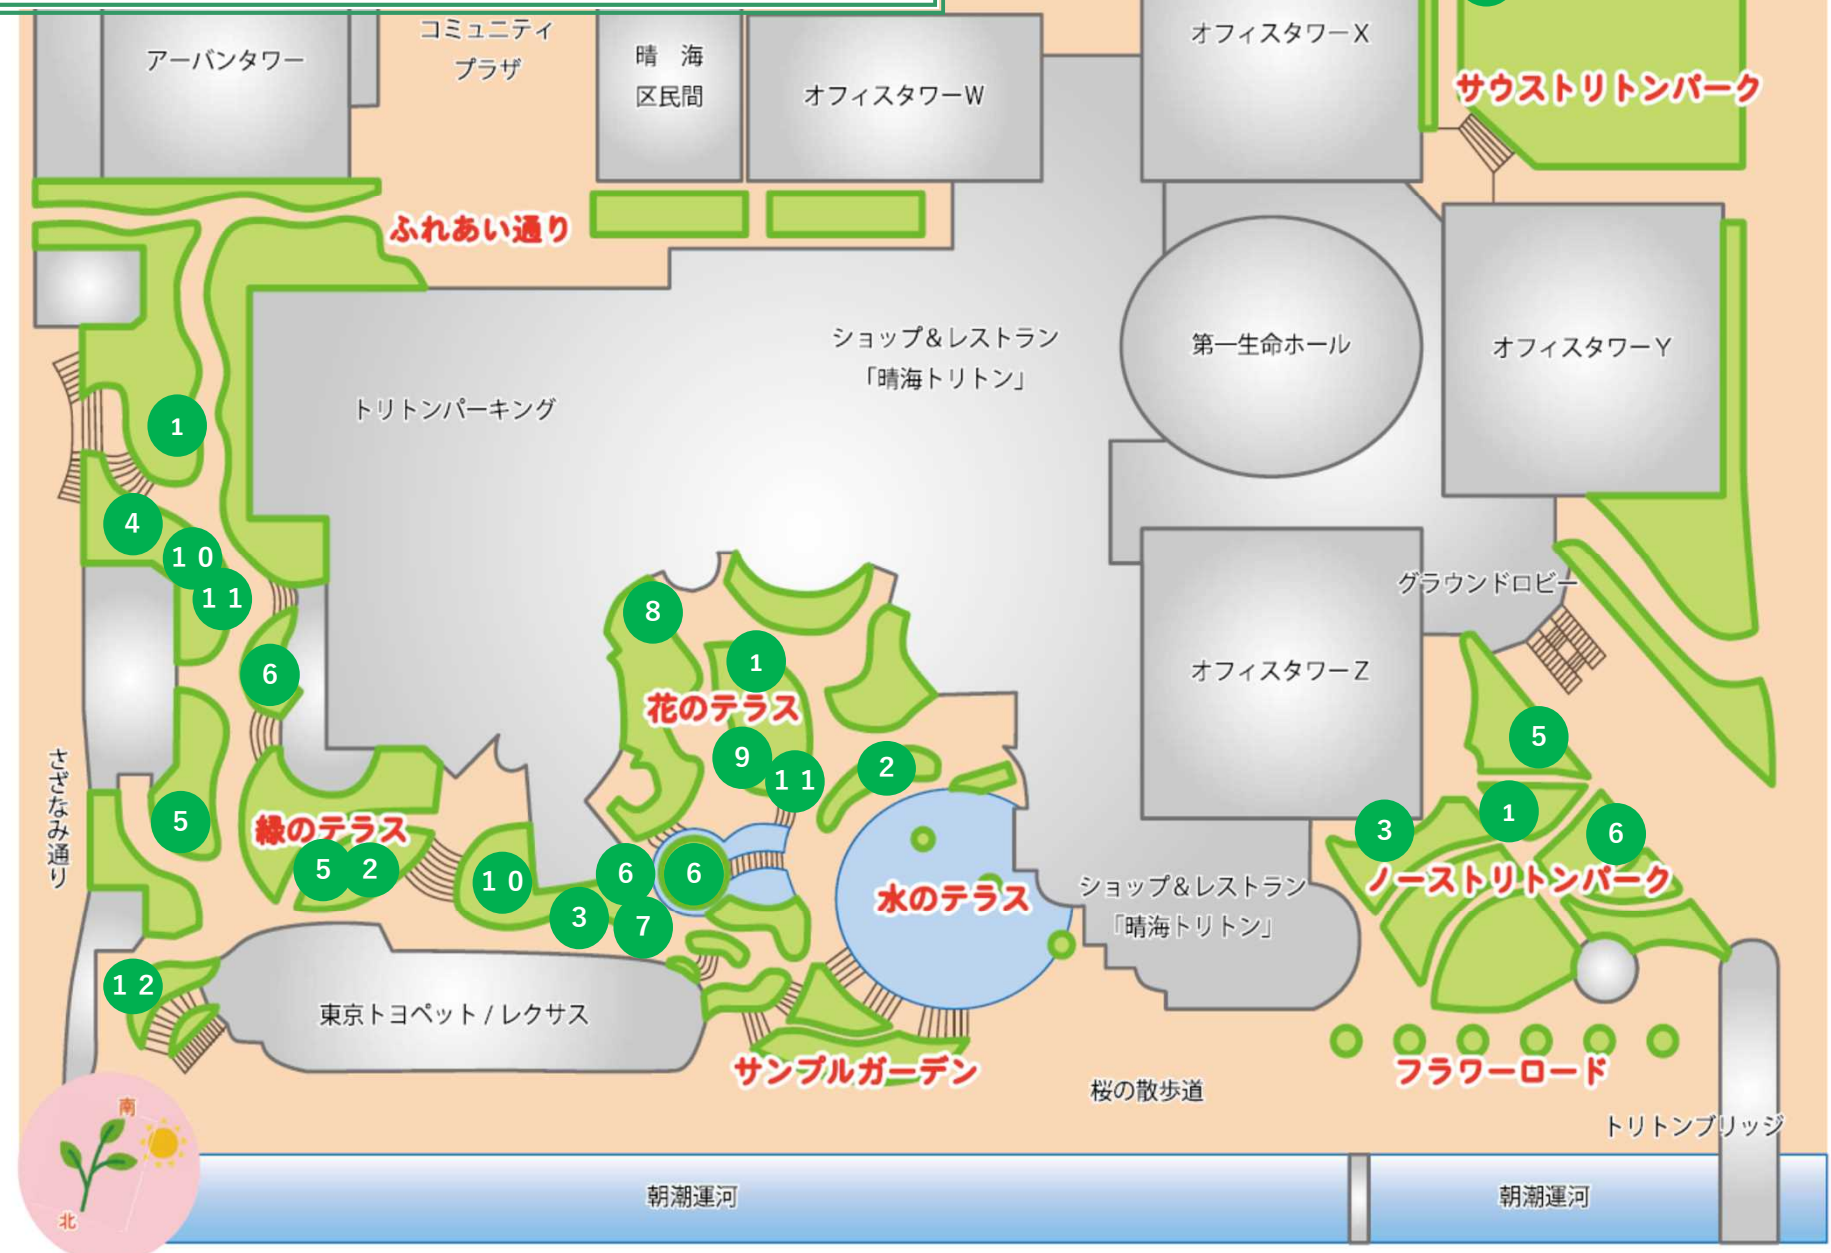 コミュニティ
プラザ
アーバンタワー
晴 海
区民間
オフィスタワーW
オフィスタワーX
サウストリトンパーク
ふれあい通り
ショップ&レストラン
「晴海トリトン」
第一生命ホール
オフィスタワーY
トリトンパーキング
1
4
10
11
6
5
グラウンドロビー
オフィスタワーZ
8
1
花のテラス
9
11
2
さざなみ通り
緑のテラス
5
2
10
3
6
7
6
水のテラス
ショップ&レストラン
「晴海トリトン」
5
1
3
6
ノーストリトンパーク
12
東京トヨペット / レクサス
サンプルガーデン
フラワーロード
桜の散歩道
トリトンブリッジ
南
北
朝潮運河
朝潮運河